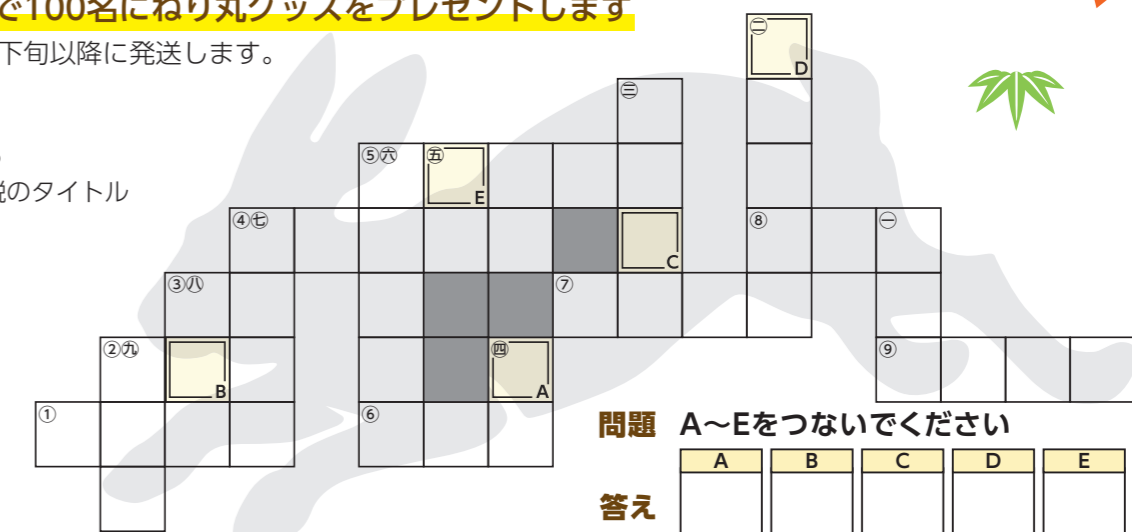 で100名にねり丸グッズをプレゼントします
下旬以降に発送します。
説のタイトル
㊁
D
㊂
⑤㊅
㊄
E
④㊆
C
⑧
㊀
③㊇
⑦
②㊈
B
㊃
A
⑨
①
⑥
問題 A〜Eをつないでください
A B C D E
答え